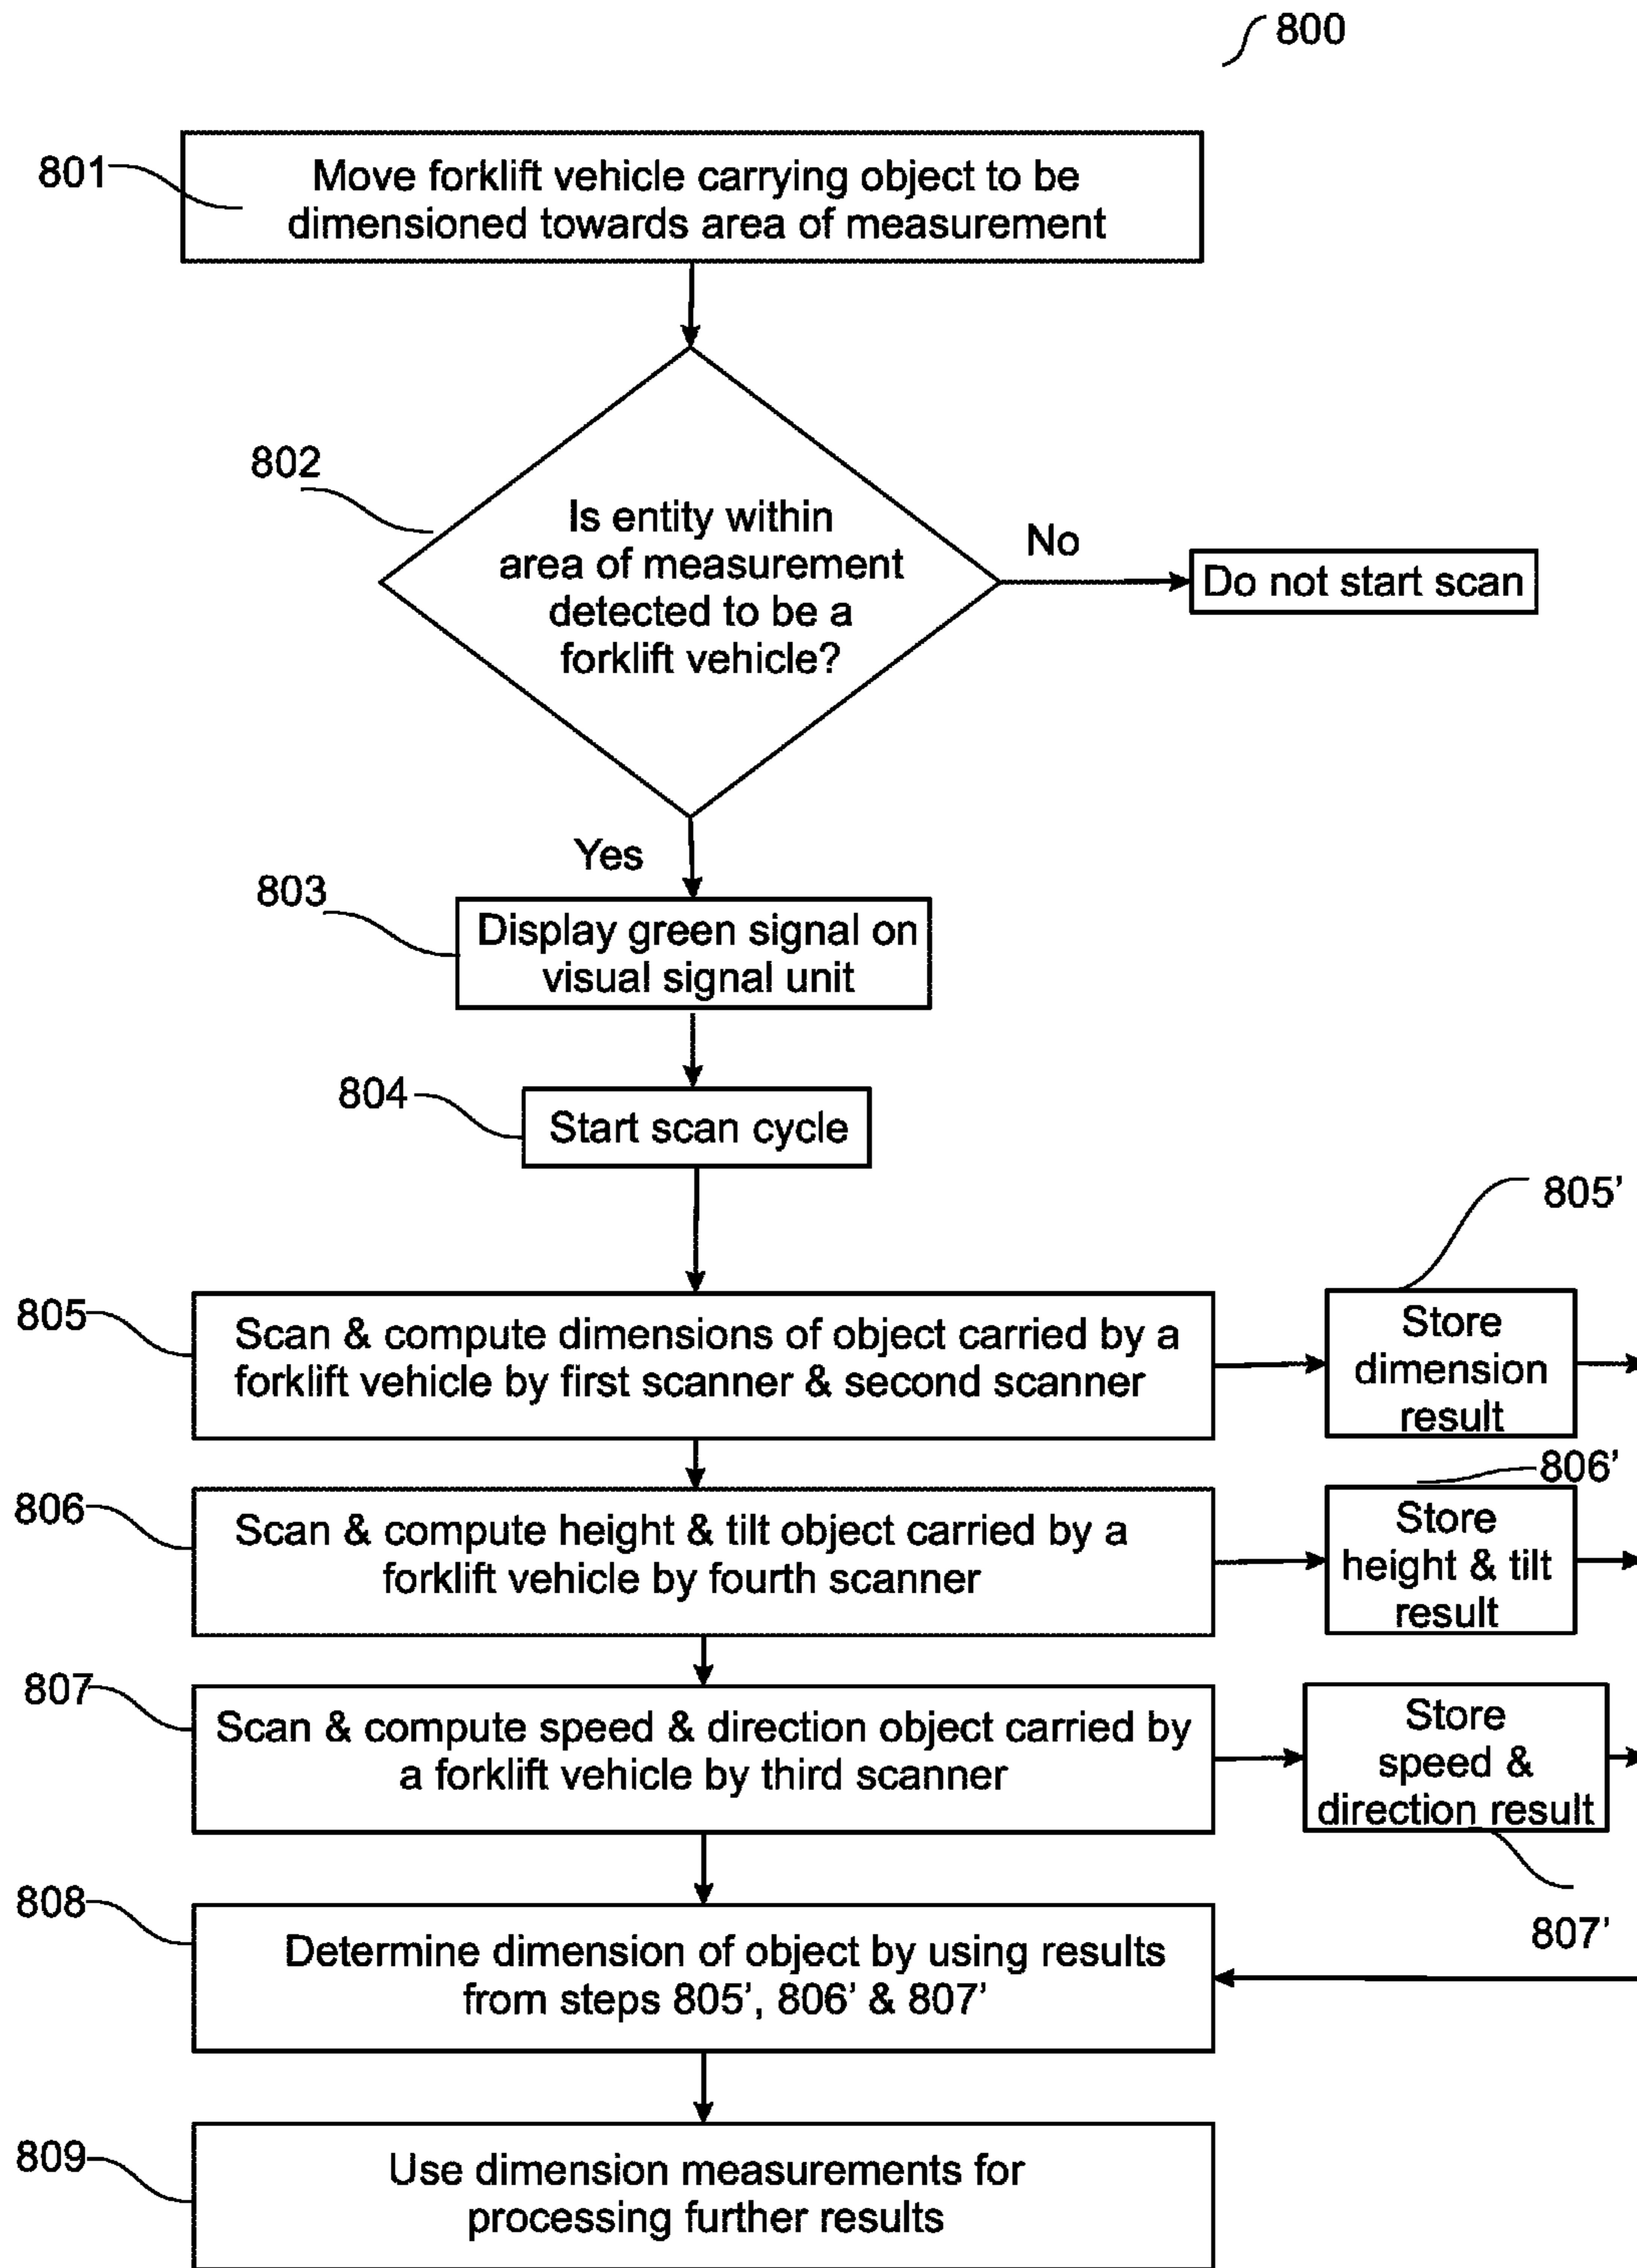 800
801
Move forklift vehicle carrying object to be
dimensioned towards area of measurement
802
Is entity within
area of measurement
detected to be a
forklift vehicle?
No
Do not start scan
Yes
803
Display green signal on
visual signal unit
804
Start scan cycle
805
Scan & compute dimensions of object carried by a
forklift vehicle by first scanner & second scanner
805’
Store
dimension
result
806
Scan & compute height & tilt object carried by a
forklift vehicle by fourth scanner
806’
Store
height & tilt
result
807
Scan & compute speed & direction object carried by
a forklift vehicle by third scanner
Store
speed &
direction result
807’
808
Determine dimension of object by using results
from steps 805’, 806’ & 807’
809
Use dimension measurements for
processing further results